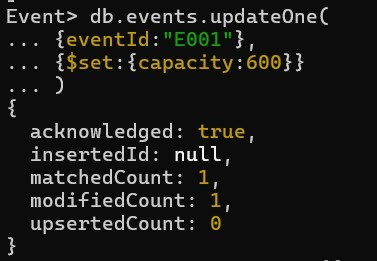 Event> db.events.updateOne(
... {eventId:"E001"},
... {$set:{capacity:600}}
... )
{
  acknowledged: true,
  insertedId: null,
  matchedCount: 1,
  modifiedCount: 1,
  upsertedCount: 0
}